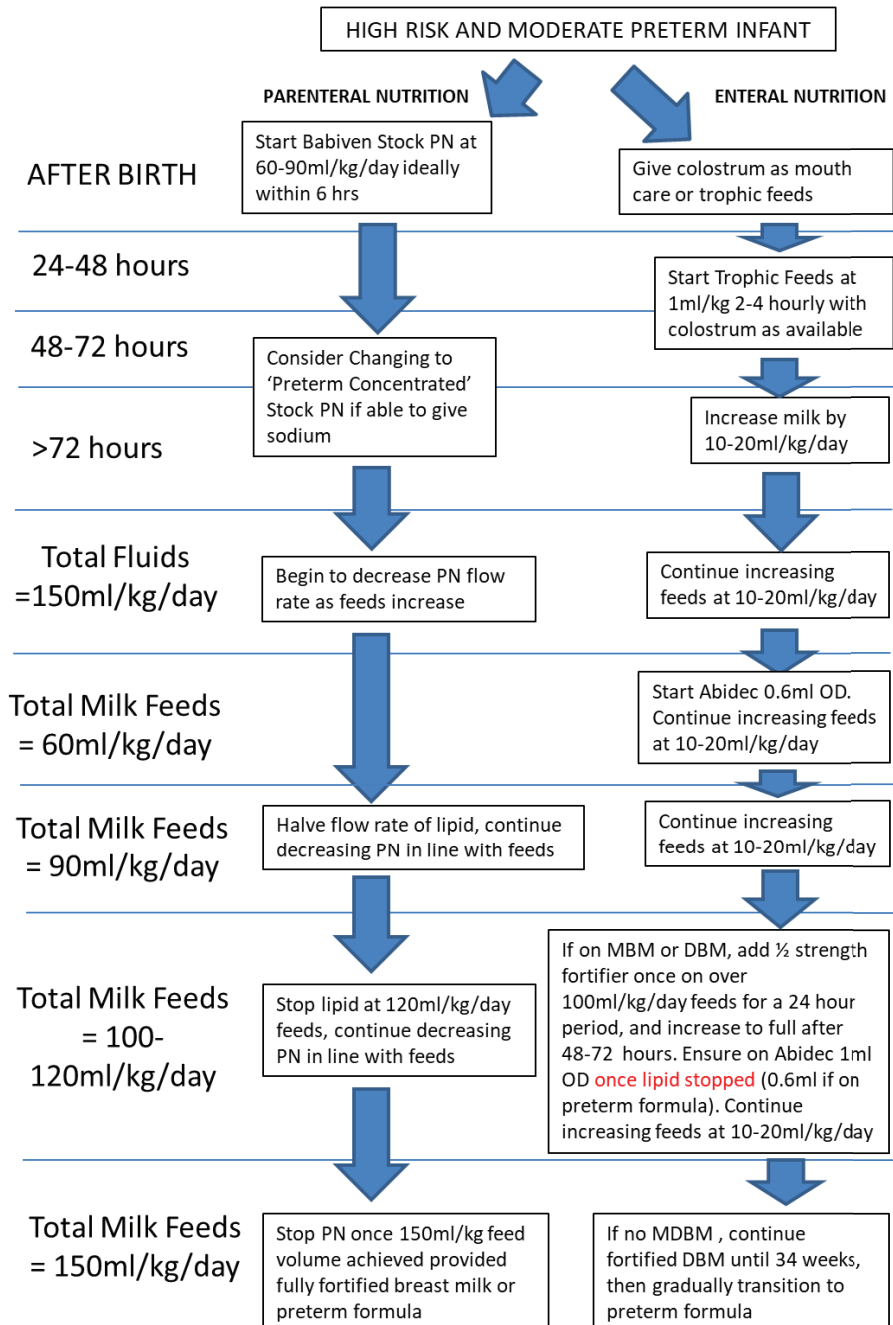 HIGH RISK AND MODERATE PRETERM INFANT
PARENTERAL NUTRITION
ENTERAL NUTRITION
AFTER BIRTH
Start Babiven Stock PN at
60-90ml/kg/day ideally
within 6 hrs
Give colostrum as mouth
care or trophic feeds
24-48 hours
Start Trophic Feeds at
1ml/kg 2-4 hourly with
colostrum as available
48-72 hours
Consider Changing to
‘Preterm Concentrated’
Stock PN if able to give
sodium
>72 hours
Increase milk by
10-20ml/kg/day
Total Fluids
=150ml/kg/day
Begin to decrease PN flow
rate as feeds increase
Continue increasing
feeds at 10-20ml/kg/day
Total Milk Feeds
= 60ml/kg/day
Start Abidec 0.6ml OD.
Continue increasing feeds
at 10-20ml/kg/day
Total Milk Feeds
= 90ml/kg/day
Halve flow rate of lipid, continue
decreasing PN in line with feeds
Continue increasing
feeds at 10-20ml/kg/day
Total Milk Feeds
= 100-
120ml/kg/day
Stop lipid at 120ml/kg/day
feeds, continue decreasing
PN in line with feeds
If on MBM or DBM, add ½ strength
fortifier once on over
100ml/kg/day feeds for a 24 hour
period, and increase to full after
48-72 hours. Ensure on Abidec 1ml
OD once lipid stopped (0.6ml if on
preterm formula). Continue
increasing feeds at 10-20ml/kg/day
Total Milk Feeds
= 150ml/kg/day
Stop PN once 150ml/kg feed
volume achieved provided
fully fortified breast milk or
preterm formula
If no MDBM , continue
fortified DBM until 34 weeks,
then gradually transition to
preterm formula